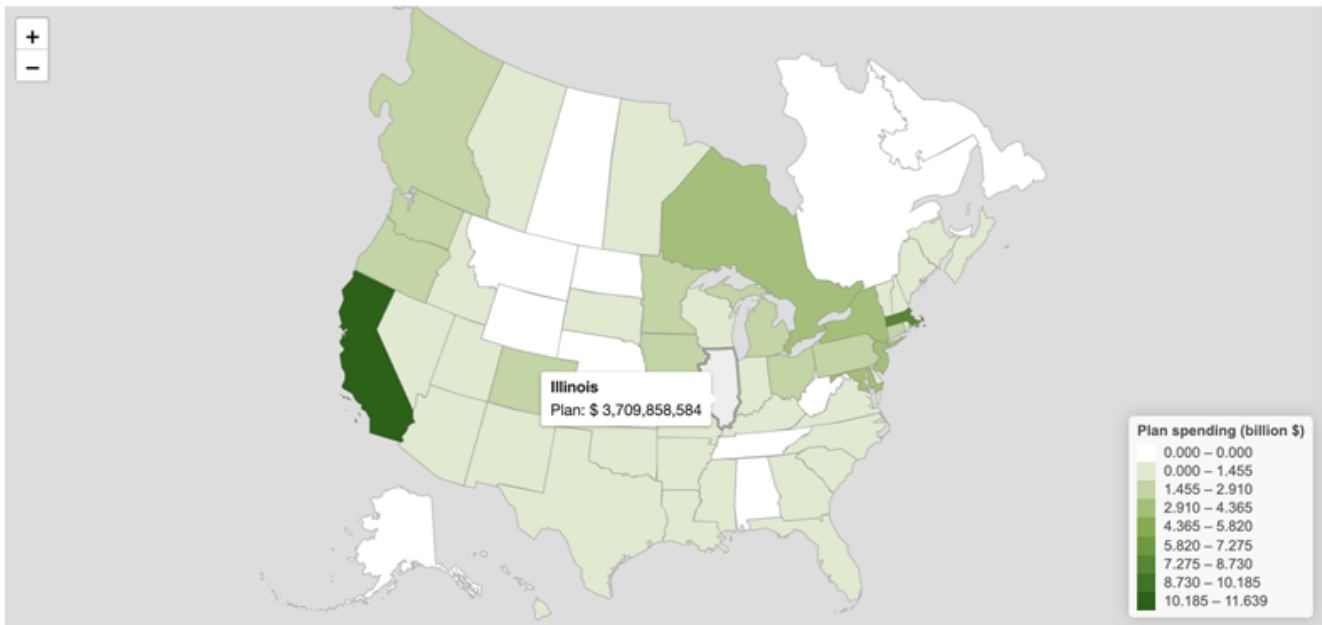 +
−
Illinois
Plan: $ 3,709,858,584
Plan spending (billion $)
0.000 – 0.000
0.000 – 1.455
1.455 – 2.910
2.910 – 4.365
4.365 – 5.820
5.820 – 7.275
7.275 – 8.730
8.730 – 10.185
10.185 – 11.639